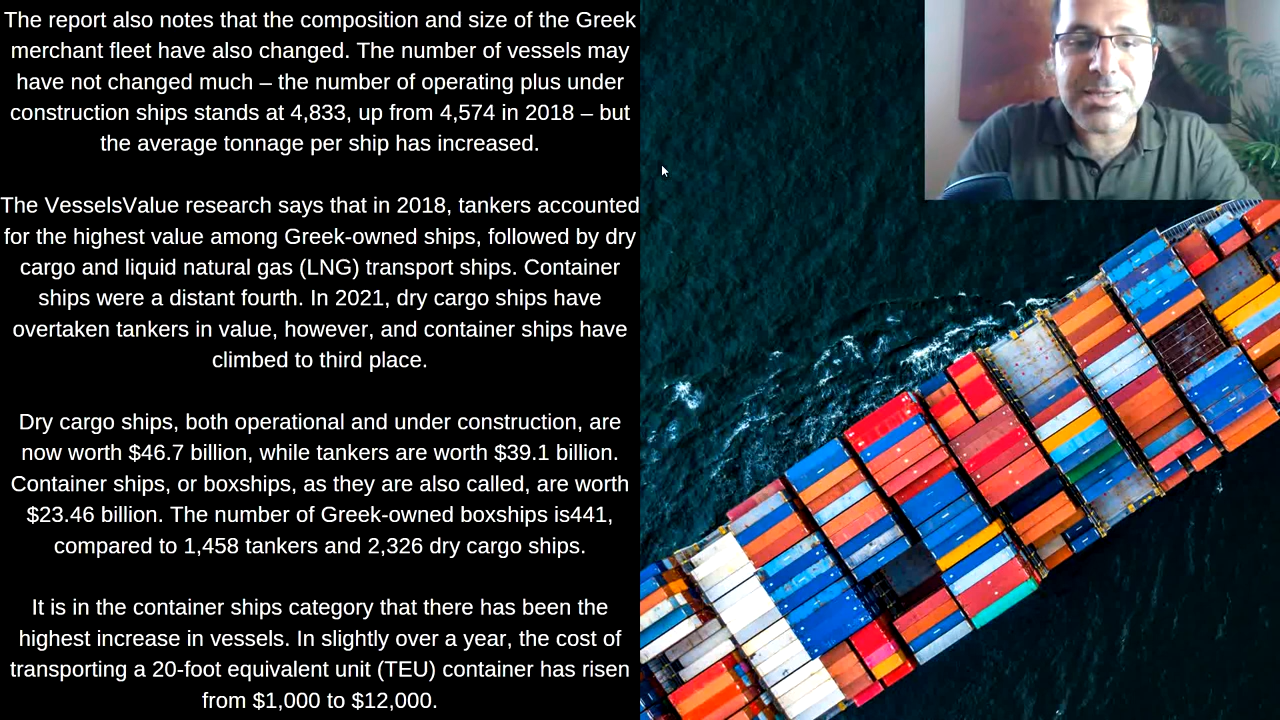 The report also notes that the composition and size of the Greek
merchant fleet have also changed. The number of vessels may
have not changed much – the number of operating plus under
construction ships stands at 4,833, up from 4,574 in 2018 – but
the average tonnage per ship has increased.
The VesselsValue research says that in 2018, tankers accounted
for the highest value among Greek-owned ships, followed by dry
cargo and liquid natural gas (LNG) transport ships. Container
ships were a distant fourth. In 2021, dry cargo ships have
overtaken tankers in value, however, and container ships have
climbed to third place.
Dry cargo ships, both operational and under construction, are
now worth $46.7 billion, while tankers are worth $39.1 billion.
Container ships, or boxships, as they are also called, are worth
$23.46 billion. The number of Greek-owned boxships is441,
compared to 1,458 tankers and 2,326 dry cargo ships.
It is in the container ships category that there has been the
highest increase in vessels. In slightly over a year, the cost of
transporting a 20-foot equivalent unit (TEU) container has risen
from $1,000 to $12,000.